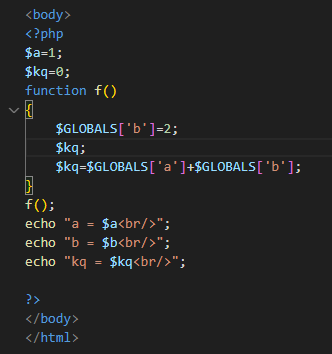 <body>
<?php
$a=1;
$kq=0;
function f()
{
    $GLOBALS['b']=2;
    $kq;
    $kq=$GLOBALS['a']+$GLOBALS['b'];
}
f();
echo "a = $a<br/>";
echo "b = $b<br/>";
echo "kq = $kq<br/>";

?>
</body>
</html>